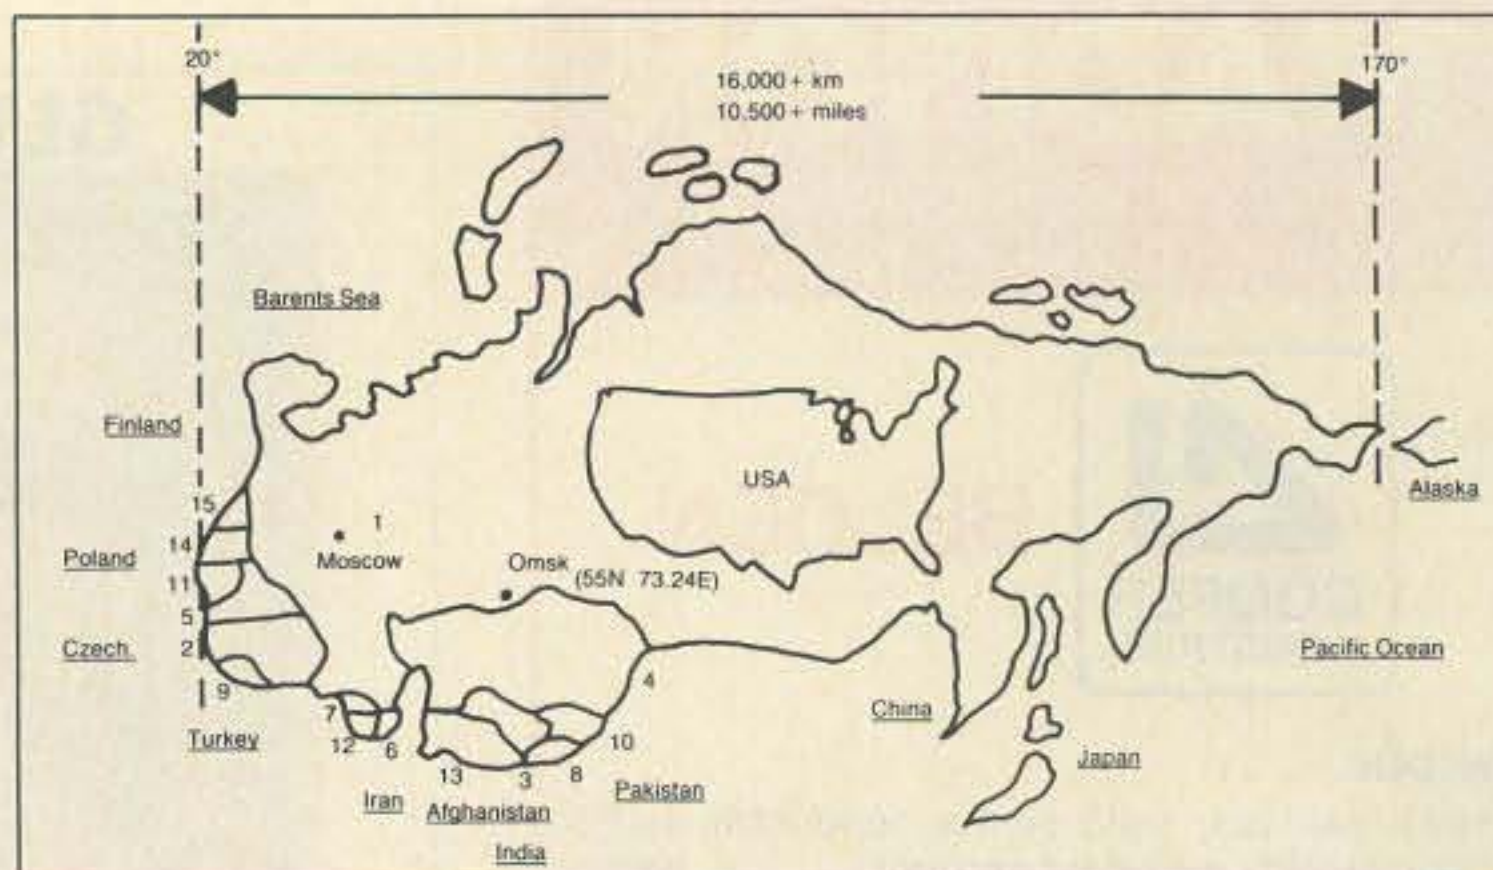 20°
170°
16,000 + km
10,500 + miles
Barents Sea
Finland
USA
Alaska
15
1
14
Moscow
Poland
Omsk (55N 73.24E)
11
5
Czech.
2
Pacific Ocean
4
9
China
7
Turkey
12
6
10
Japan
13
3
8
Pakistan
Iran
Afghanistan
India